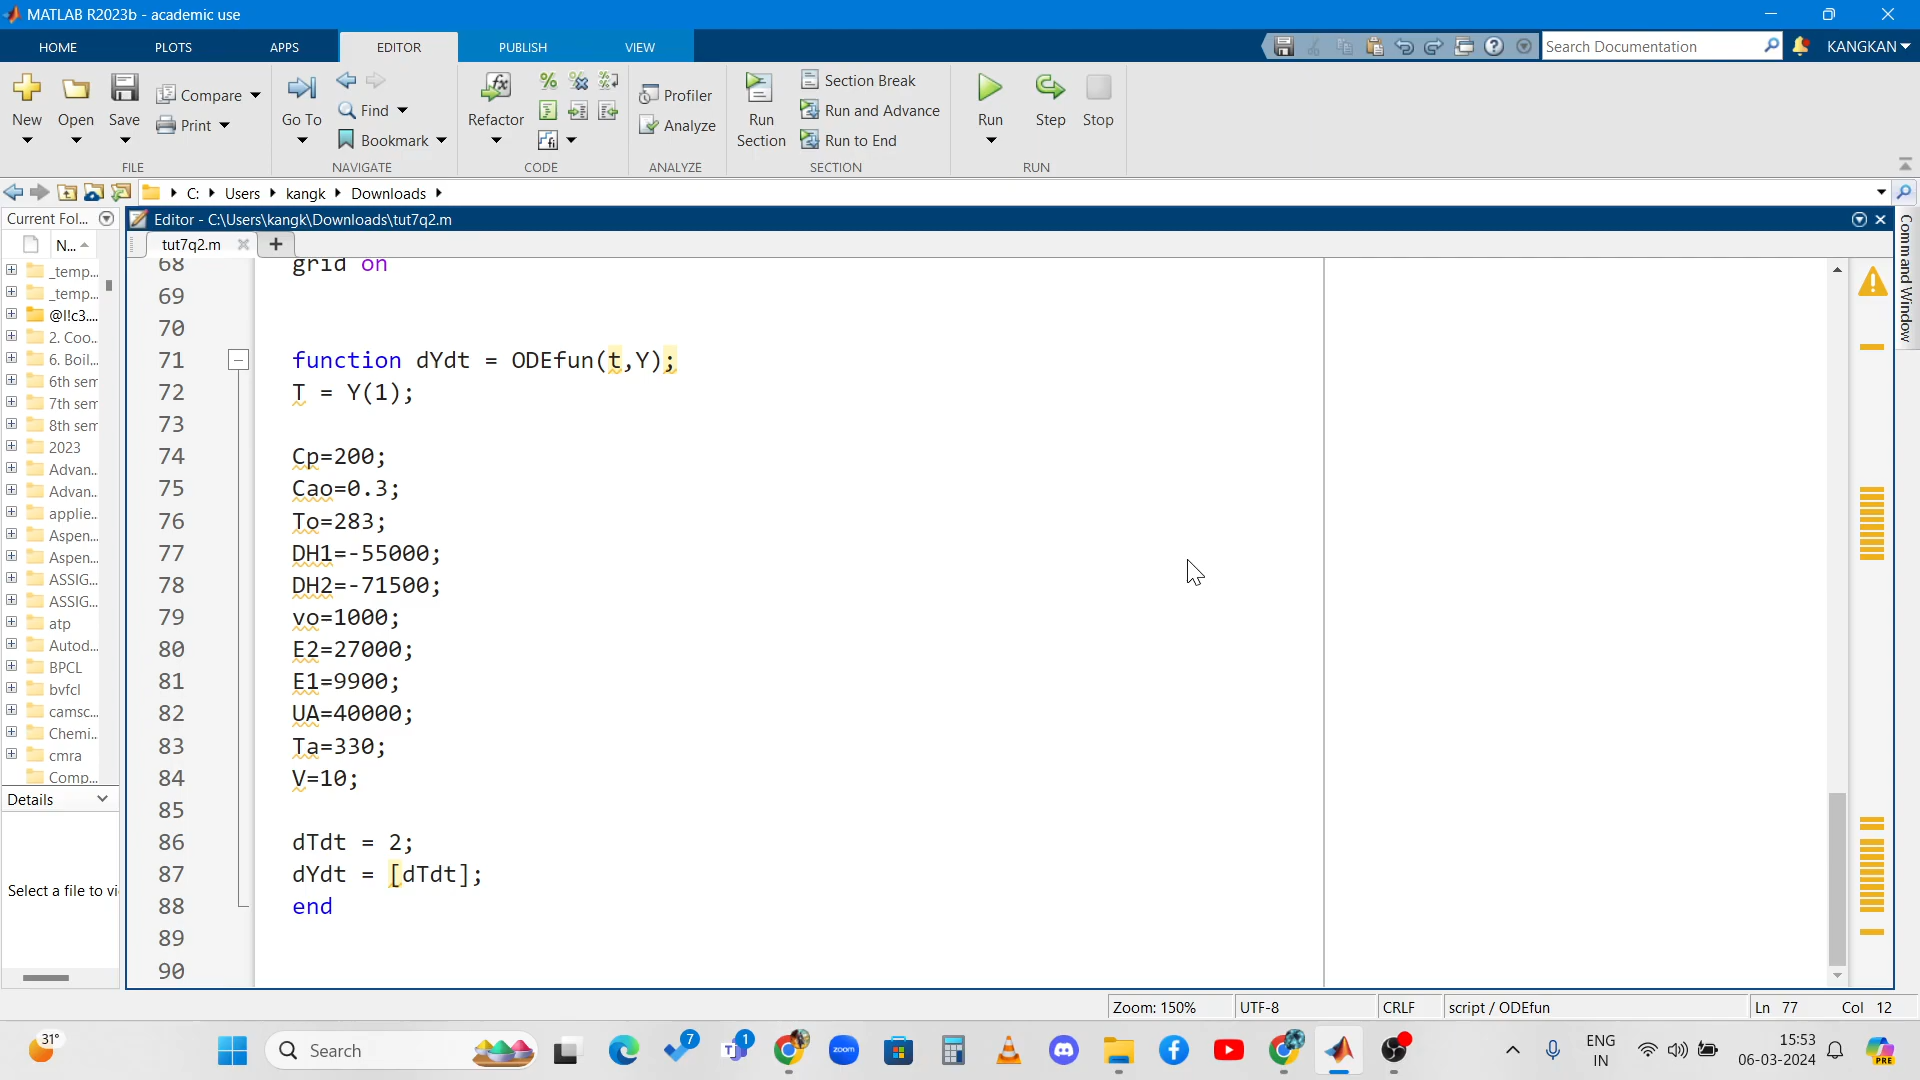 MATLAB R2023b - academic use
HOME
PLOTS
APPS
EDITOR
PUBLISH
VIEW
Search Documentation
KANGKAN
New
Open
Save
Compare
Print
FILE
Go To
Find
Bookmark
NAVIGATE
Refactor
CODE
Profiler
Analyze
ANALYZE
Run Section
Section Break
Run and Advance
Run to End
SECTION
Run
Step
Stop
RUN
C:
Users
kangk
Downloads
Current Fol...
N...
_temp...
_temp...
@l!c3....
2. Coo...
6. Boil...
6th sem
7th sem
8th sem
2023
Advan...
Advan...
applie...
Aspen...
Aspen...
ASSIG...
ASSIG...
atp
Autod...
BPCL
bvfcl
camsc...
Chemi...
cmra
Comp...
Details
Select a file to vi
Editor - C:\Users\kangk\Downloads\tut7q2.m
tut7q2.m
Command Window
68 grid on
69
70
71 function dYdt = ODEfun(t,Y);
72 T = Y(1);
73
74 Cp=200;
75 Cao=0.3;
76 To=283;
77 DH1=-55000;
78 DH2=-71500;
79 vo=1000;
80 E2=27000;
81 E1=9900;
82 UA=40000;
83 Ta=330;
84 V=10;
85
86 dTdt = 2;
87 dYdt = [dTdt];
88 end
89
90
Zoom: 150%
UTF-8
CRLF
script / ODEfun
Ln 77
Col 12
31°
Search
7
1
zoom
ENG
IN
15:53
06-03-2024
PRE